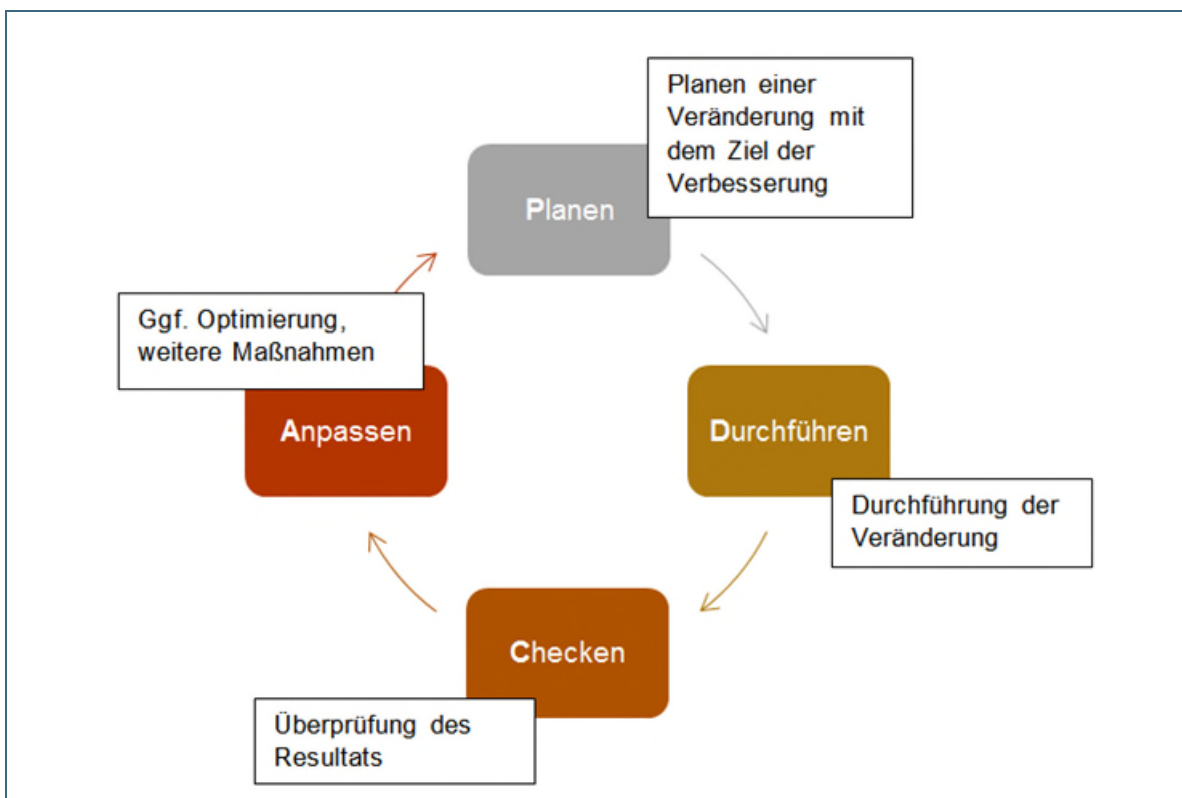 Planen
Planen einer
Veränderung mit
dem Ziel der
Verbesserung
Durchführen
Durchführung der
Veränderung
Checken
Überprüfung des
Resultats
Anpassen
Ggf. Optimierung,
weitere Maßnahmen